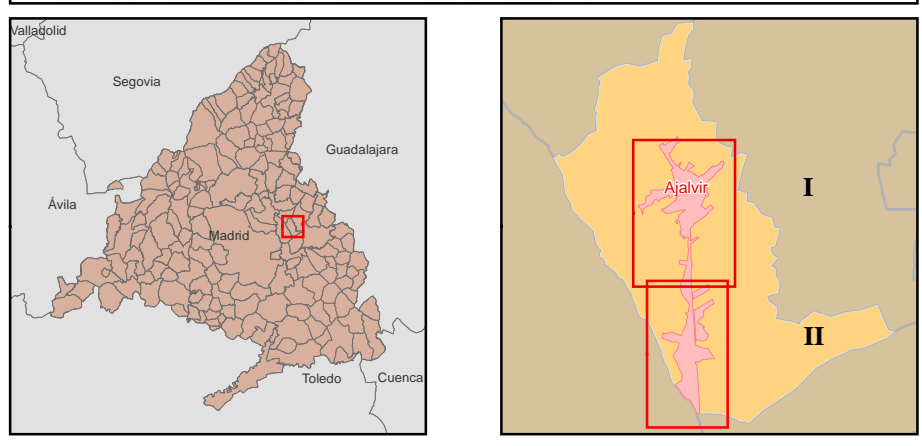 Valladolid
Segovia
Guadalajara
Ávila
Madrid
Toledo
Cuenca
Ajalvir
I
II